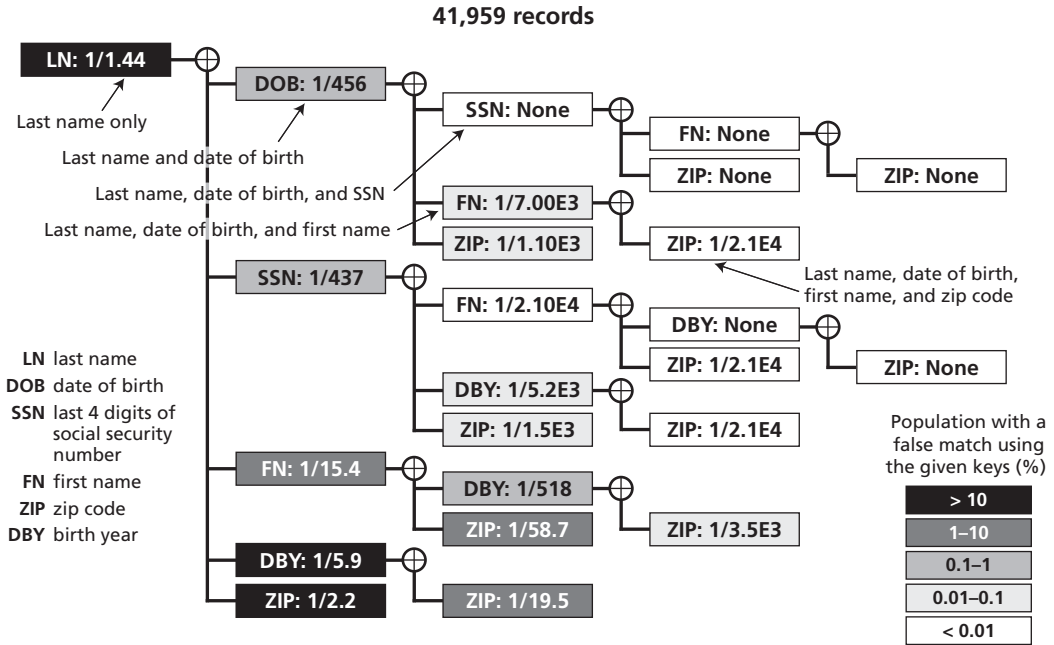 41,959 records
LN: 1/1.44
Last name only
DOB: 1/456
Last name and date of birth
SSN: None
Last name, date of birth, and SSN
FN: None
ZIP: None
ZIP: None
FN: 1/7.00E3
Last name, date of birth, and first name
ZIP: 1/1.10E3
ZIP: 1/2.1E4
Last name, date of birth,
first name, and zip code
SSN: 1/437
FN: 1/2.10E4
DBY: None
ZIP: 1/2.1E4
ZIP: None
DBY: 1/5.2E3
ZIP: 1/1.5E3
ZIP: 1/2.1E4
FN: 1/15.4
DBY: 1/518
ZIP: 1/58.7
ZIP: 1/3.5E3
DBY: 1/5.9
ZIP: 1/2.2
ZIP: 1/19.5
LN last name
DOB date of birth
SSN last 4 digits of
social security
number
FN first name
ZIP zip code
DBY birth year
Population with a
false match using
the given keys (%)
> 10
1–10
0.1–1
0.01–0.1
< 0.01